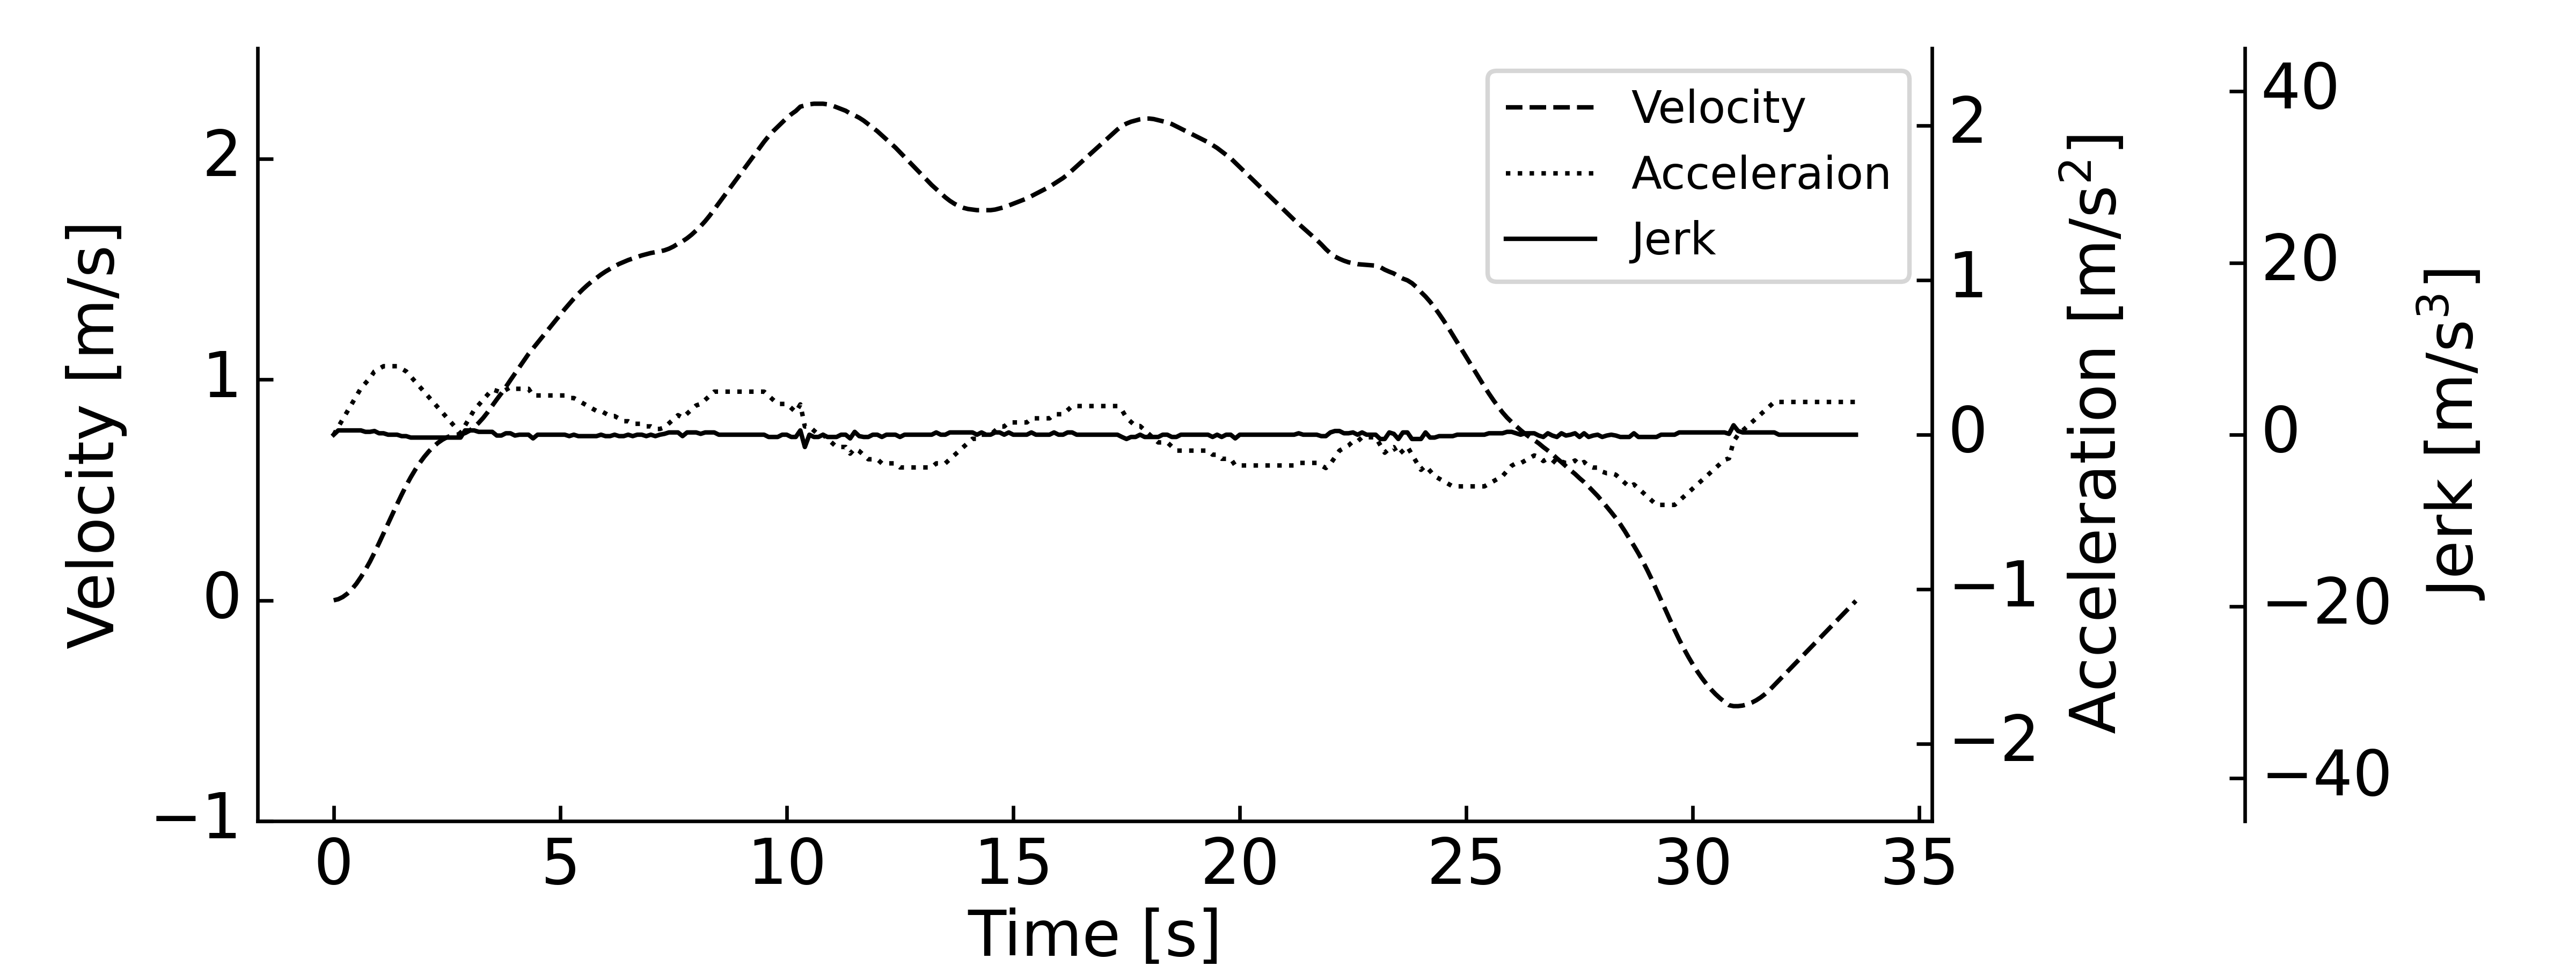 Velocity [m/s]
2
1
0
−1
0 5 10 15 20 25 30 35
Time [s]
Velocity
Acceleraion
Jerk
2
1
0
−1
−2
Acceleration [m/s²]
40
20
0
−20
−40
Jerk [m/s³]